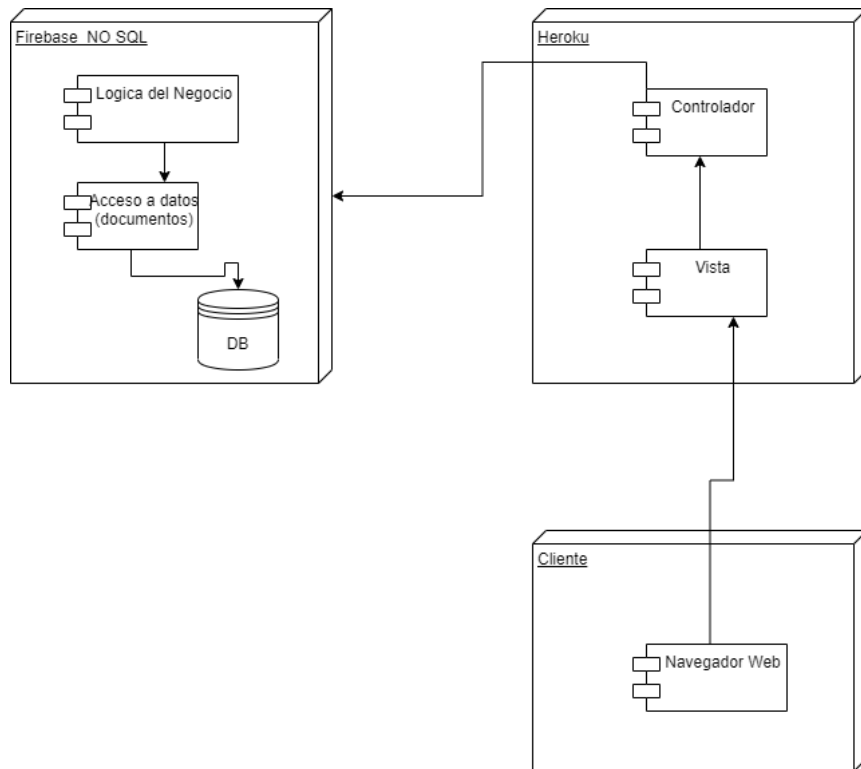 Firebase NO SQL
Logica del Negocio
Acceso a datos
(documentos)
DB
Heroku
Controlador
Vista
Cliente
Navegador Web